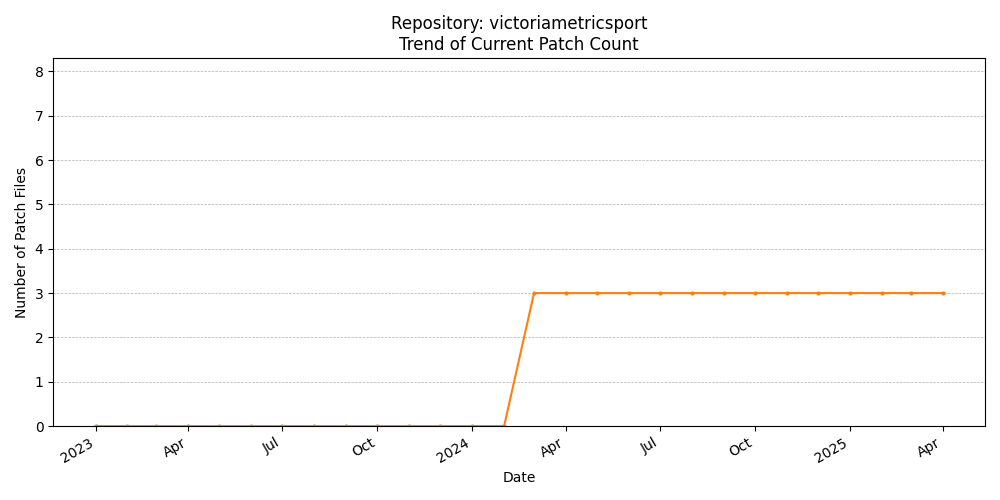 Repository: victoriametricsport
Trend of Current Patch Count
8
7
6
5
4
3
2
1
0
Number of Patch Files
2023
Apr
Jul
Oct
2024
Apr
Jul
Oct
2025
Apr
Date